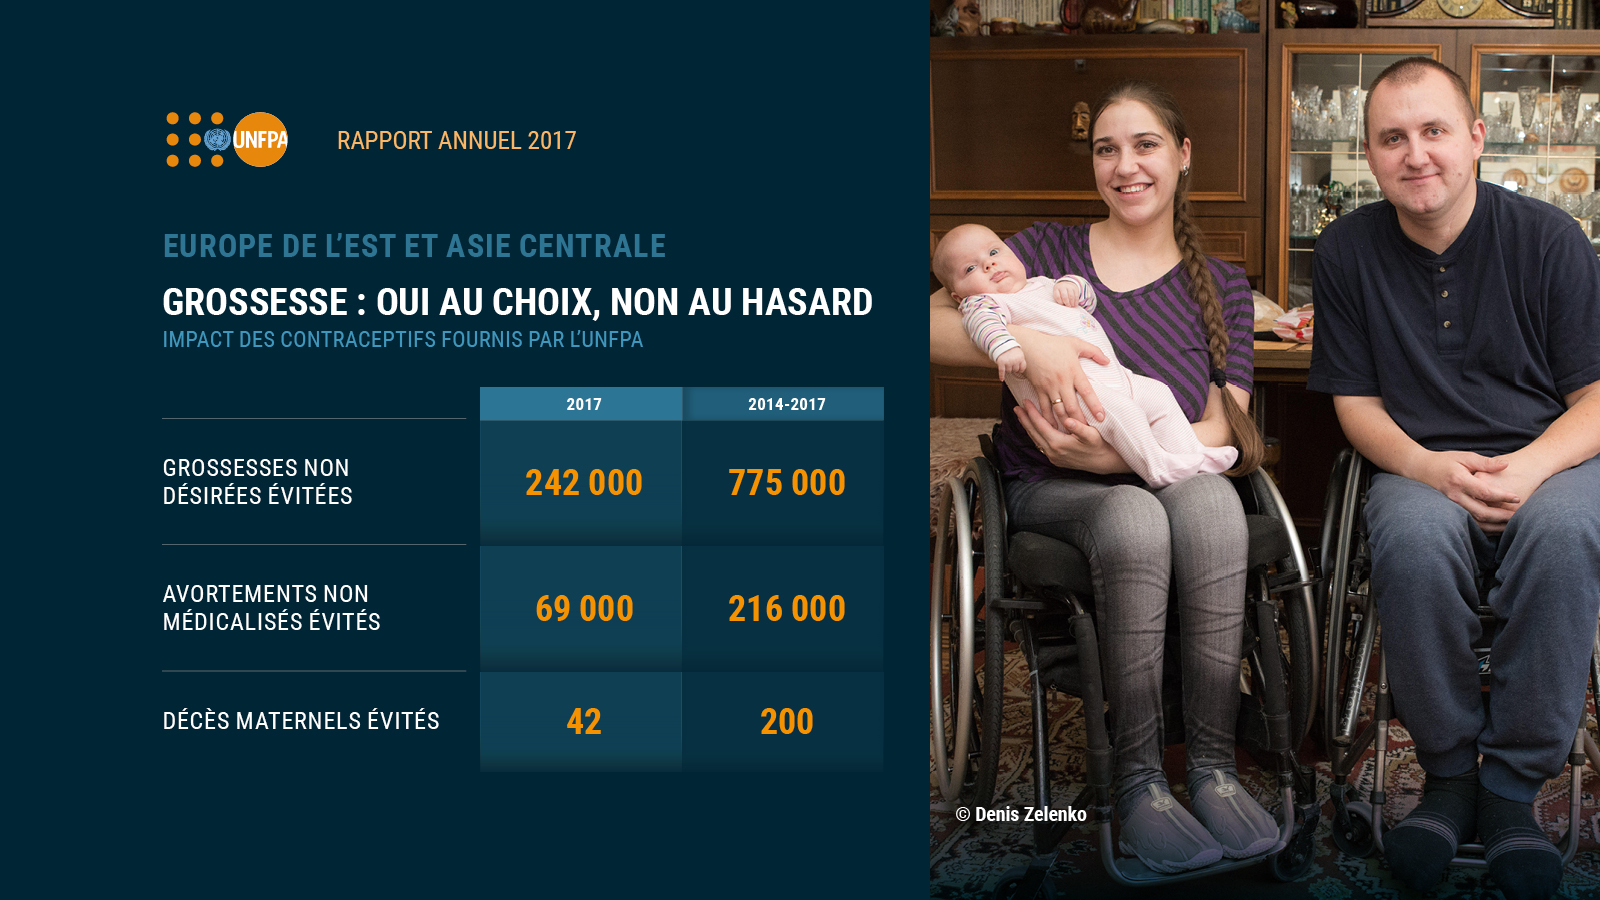 UNFPA
RAPPORT ANNUEL 2017
EUROPE DE L’EST ET ASIE CENTRALE
GROSSESSE : OUI AU CHOIX, NON AU HASARD
IMPACT DES CONTRACEPTIFS FOURNIS PAR L’UNFPA
2017 2014-2017
GROSSESSES NON
DÉSIRÉES ÉVITÉES
242 000 775 000
AVORTEMENTS NON
MÉDICALISÉS ÉVITÉS
69 000 216 000
DÉCÈS MATERNELS ÉVITÉS 42 200
© Denis Zelenko